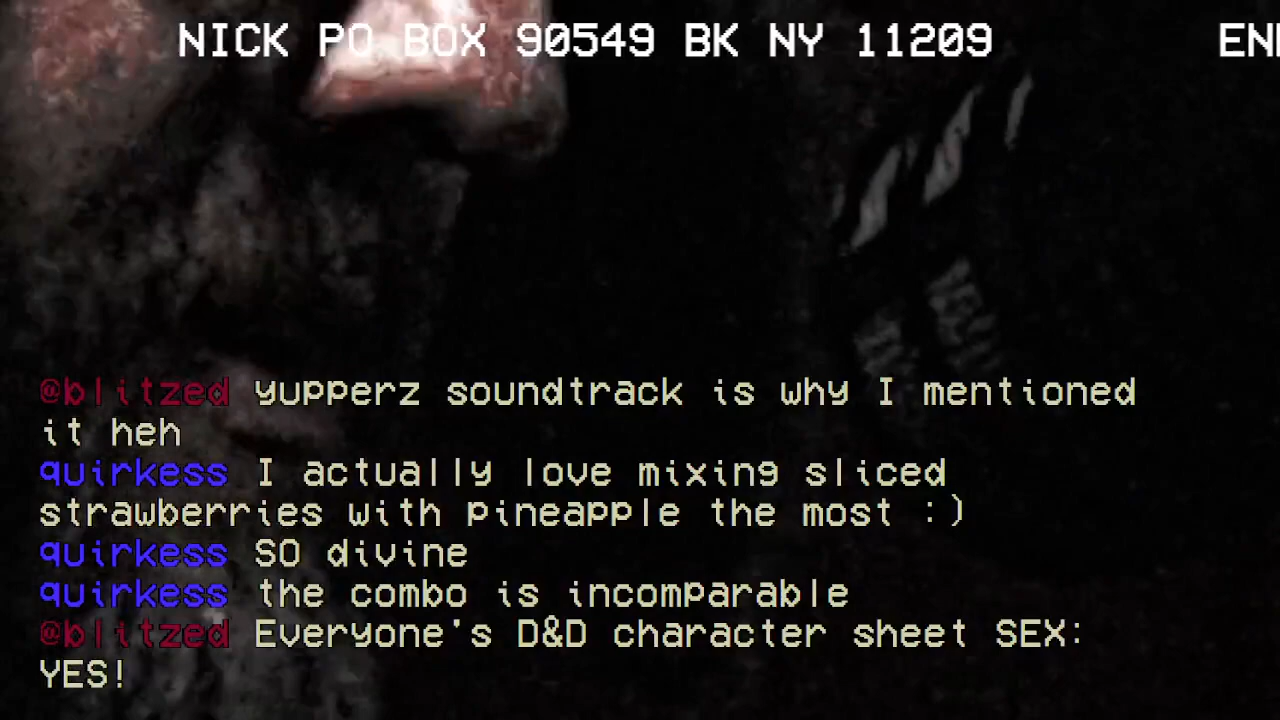 NICK PO BOX 90549 BK NY 11209
@blitzed yupperz soundtrack is why I mentioned
it heh
quirkess I actually love mixing sliced
strawberries with pineapple the most :)
quirkess SO divine
quirkess the combo is incomparable
@blitzed Everyone's D&D character sheet SEX:
YES!